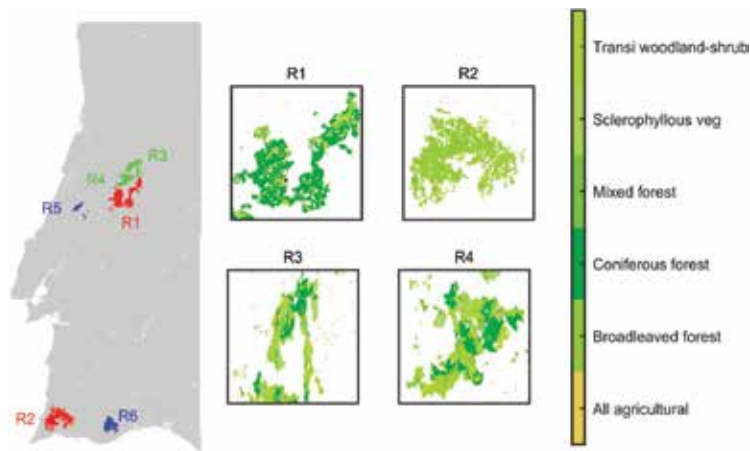 R3
R4
R5
R1
R2
R6
R1
R2
R3
R4
Transi woodland-shrub
Sclerophyllous veg
Mixed forest
Coniferous forest
Broadleaved forest
All agricultural